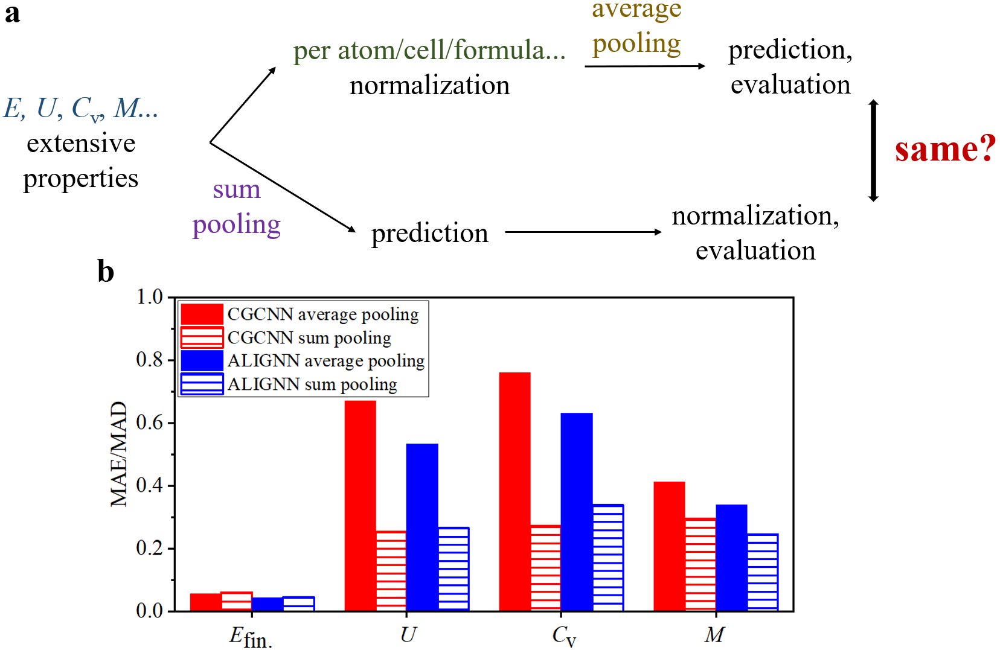 a
average
pooling
per atom/cell/formula...
normalization
prediction,
evaluation
E, U, Cv, M...
extensive
properties
same?
sum
pooling
prediction
normalization,
evaluation
b
1.0
0.8
0.6
0.4
0.2
0.0
MAE/MAD
CGCNN average pooling
CGCNN sum pooling
ALIGNN average pooling
ALIGNN sum pooling
Efin. U Cv M